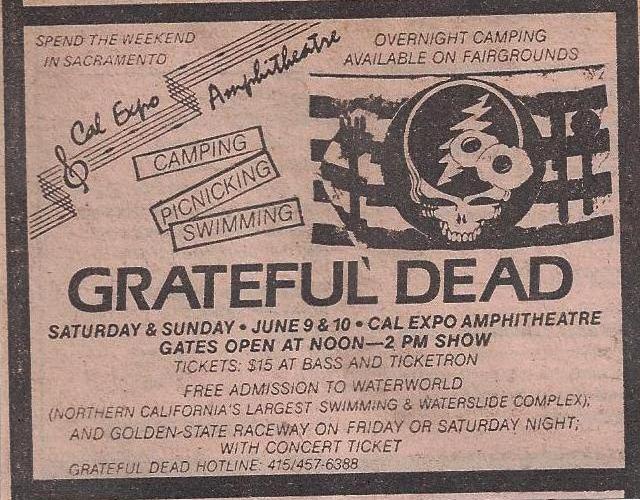 SPEND THE WEEKEND
IN SACRAMENTO
Cal Expo Amphitheatre
OVERNIGHT CAMPING
AVAILABLE ON FAIRGROUNDS
CAMPING
PICNICKING
SWIMMING
GRATEFUL DEAD
SATURDAY & SUNDAY • JUNE 9 & 10 • CAL EXPO AMPHITHEATRE
GATES OPEN AT NOON—2 PM SHOW
TICKETS: $15 AT BASS AND TICKETRON
FREE ADMISSION TO WATERWORLD
(NORTHERN CALIFORNIA'S LARGEST SWIMMING & WATERSLIDE COMPLEX);
AND GOLDEN-STATE RACEWAY ON FRIDAY OR SATURDAY NIGHT;
WITH CONCERT TICKET
GRATEFUL DEAD HOTLINE: 415/457-6388